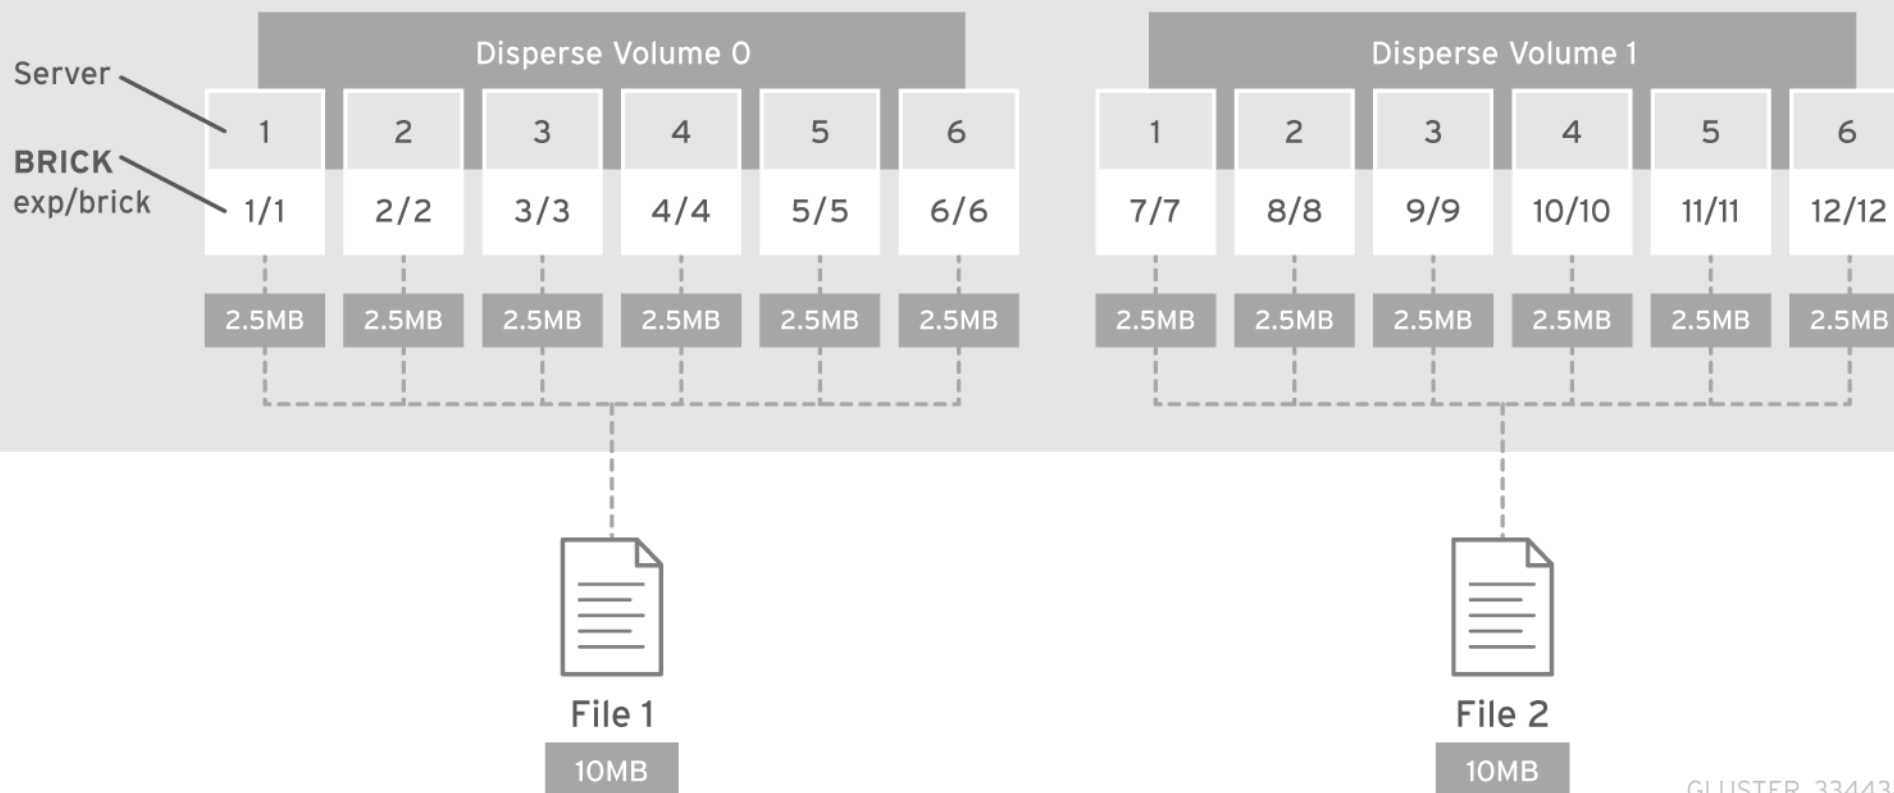 Disperse Volume 0
Disperse Volume 1
Server
1 2 3 4 5 6
1 2 3 4 5 6
BRICK
exp/brick
1/1 2/2 3/3 4/4 5/5 6/6
7/7 8/8 9/9 10/10 11/11 12/12
2.5MB 2.5MB 2.5MB 2.5MB 2.5MB 2.5MB
2.5MB 2.5MB 2.5MB 2.5MB 2.5MB 2.5MB
File 1
10MB
File 2
10MB
GLUSTER